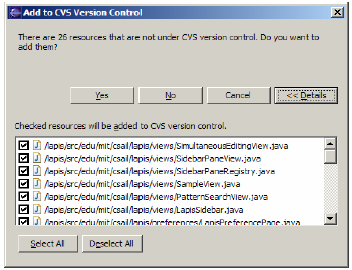 Add to CVS Version Control
There are 26 resources that are not under CVS version control. Do you want to
add them?
Yes
No
Cancel
<< Details
Checked resources will be added to CVS version control.
/lapis/src/edu/mit/csail/lapis/views/SimultaneousEditingView.java
/lapis/src/edu/mit/csail/lapis/views/SidebarPaneView.java
/lapis/src/edu/mit/csail/lapis/views/SidebarPaneRegistry.java
/lapis/src/edu/mit/csail/lapis/views/SampleView.java
/lapis/src/edu/mit/csail/lapis/views/PatternSearchView.java
/lapis/src/edu/mit/csail/lapis/views/LapisSidebar.java
/lapis/src/edu/mit/csail/lapis/preferences/LapisPreferencePage.java
Select All
Deselect All